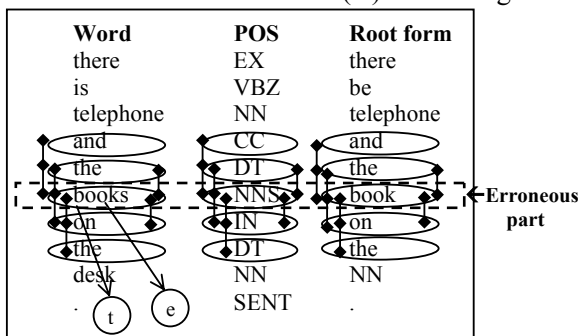 Word POS Root form
there EX there
is VBZ be
telephone NN telephone
and CC and
the DT the
books NNS book
on IN on
the DT the
desk NN NN
. SENT .
t e
Erroneous
part